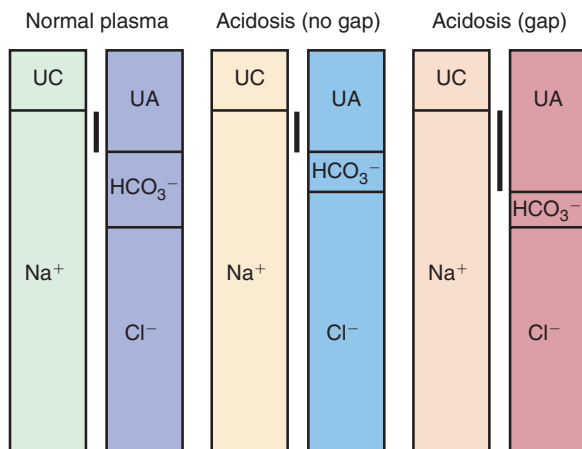 Normal plasma
Acidosis (no gap)
Acidosis (gap)
UC
UA
UC
UA
UC
UA
HCO₃⁻
HCO₃⁻
HCO₃⁻
Na⁺
Na⁺
Na⁺
Cl⁻
Cl⁻
Cl⁻